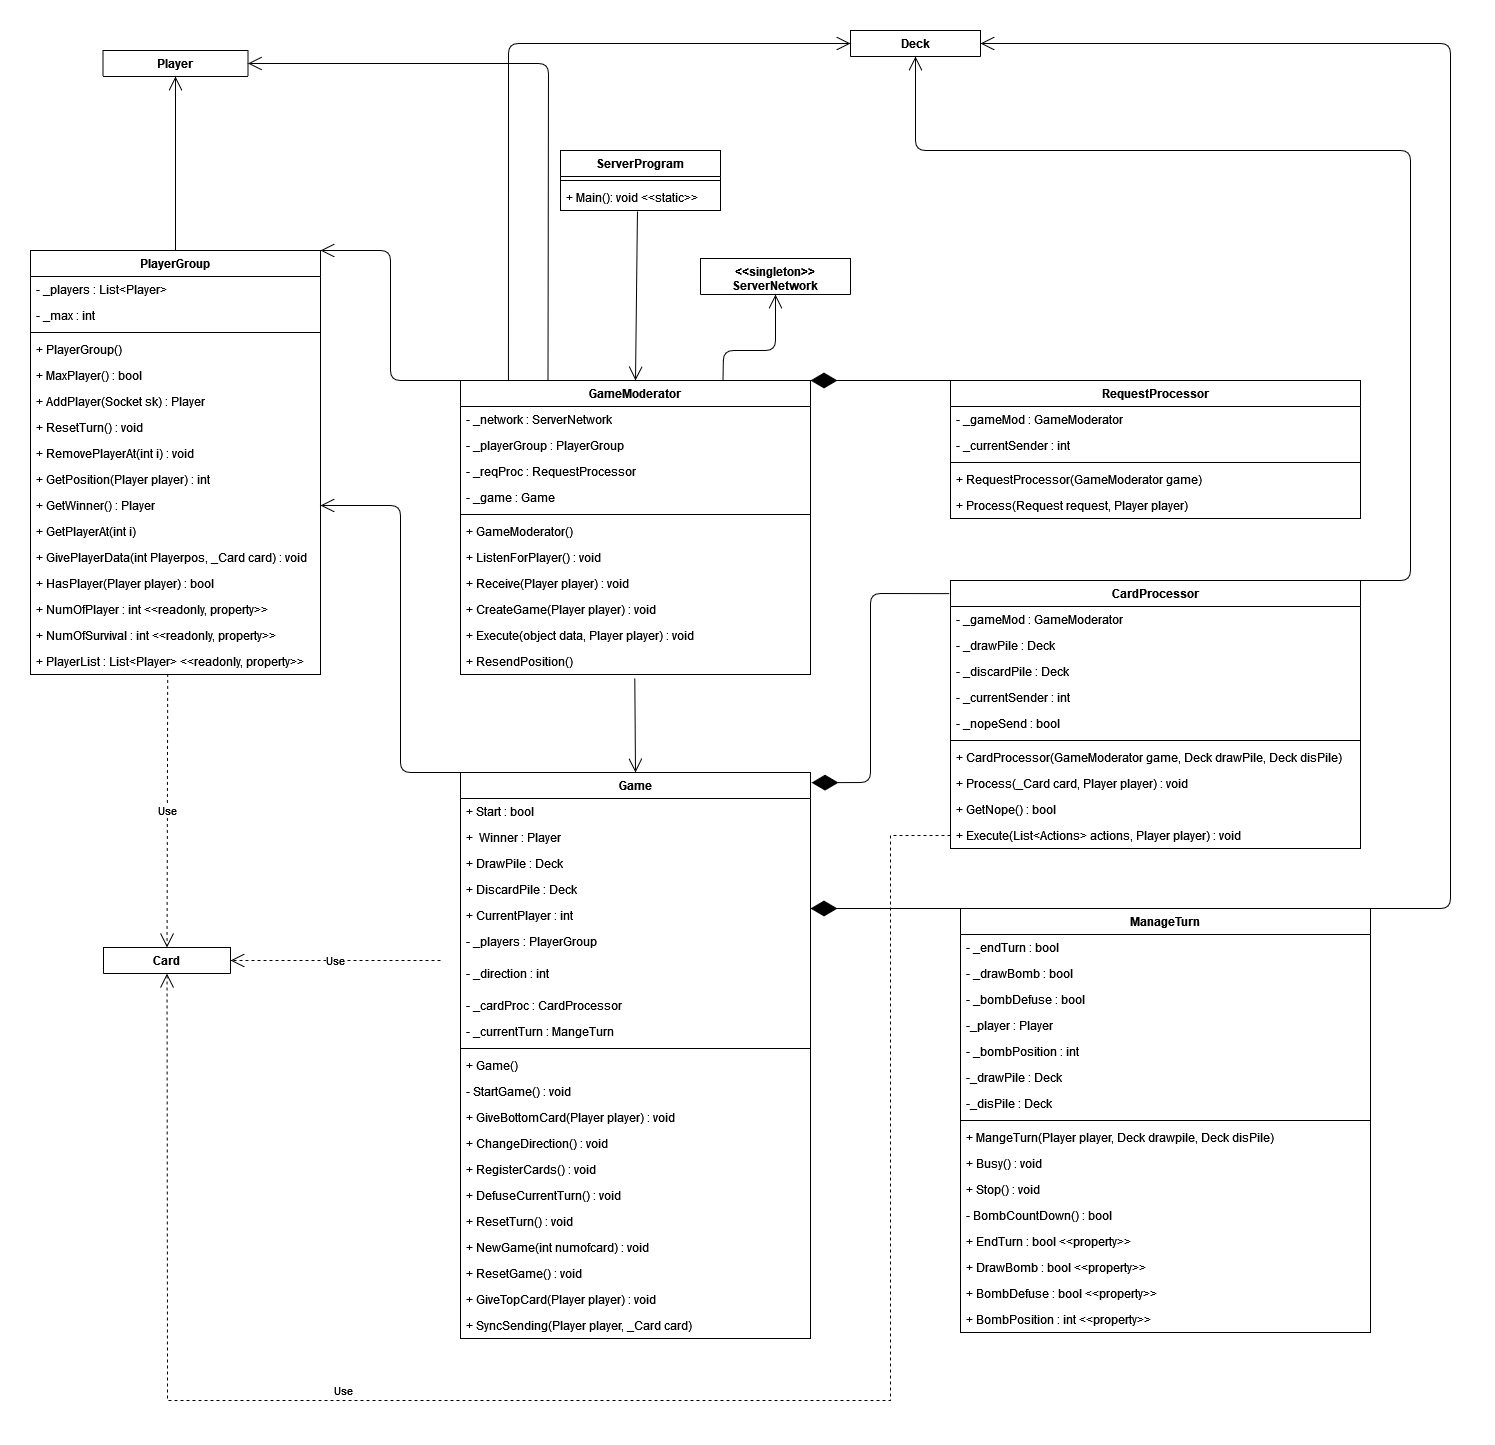 Player
Deck
ServerProgram
+ Main(): void <<static>>
<<singleton>>
ServerNetwork
PlayerGroup
- _players : List<Player>
- _max : int
+ PlayerGroup()
+ MaxPlayer() : bool
+ AddPlayer(Socket sk) : Player
+ ResetTurn() : void
+ RemovePlayerAt(int i) : void
+ GetPosition(Player player) : int
+ GetWinner() : Player
+ GetPlayerAt(int i)
+ GivePlayerData(int Playerpos, _Card card) : void
+ HasPlayer(Player player) : bool
+ NumOfPlayer : int <<readonly, property>>
+ NumOfSurvival : int <<readonly, property>>
+ PlayerList : List<Player> <<readonly, property>>
GameModerator
- _network : ServerNetwork
- _playerGroup : PlayerGroup
- _reqProc : RequestProcessor
- _game : Game
+ GameModerator()
+ ListenForPlayer() : void
+ Receive(Player player) : void
+ CreateGame(Player player) : void
+ Execute(object data, Player player) : void
+ ResendPosition()
RequestProcessor
- _gameMod : GameModerator
- _currentSender : int
+ RequestProcessor(GameModerator game)
+ Process(Request request, Player player)
CardProcessor
- _gameMod : GameModerator
- _drawPile : Deck
- _discardPile : Deck
- _currentSender : int
- _nopeSend : bool
+ CardProcessor(GameModerator game, Deck drawPile, Deck disPile)
+ Process(_Card card, Player player) : void
+ GetNope() : bool
+ Execute(List<Actions> actions, Player player) : void
Use
Card
Use
Game
+ Start : bool
+  Winner : Player
+ DrawPile : Deck
+ DiscardPile : Deck
+ CurrentPlayer : int
- _players : PlayerGroup
- _direction : int
- _cardProc : CardProcessor
- _currentTurn : MangeTurn
+ Game()
- StartGame() : void
+ GiveBottomCard(Player player) : void
+ ChangeDirection() : void
+ RegisterCards() : void
+ DefuseCurrentTurn() : void
+ ResetTurn() : void
+ NewGame(int numofcard) : void
+ ResetGame() : void
+ GiveTopCard(Player player) : void
+ SyncSending(Player player, _Card card)
ManageTurn
- _endTurn : bool
- _drawBomb : bool
- _bombDefuse : bool
-_player : Player
- _bombPosition : int
-_drawPile : Deck
-_disPile : Deck
+ MangeTurn(Player player, Deck drawpile, Deck disPile)
+ Busy() : void
+ Stop() : void
- BombCountDown() : bool
+ EndTurn : bool <<property>>
+ DrawBomb : bool <<property>>
+ BombDefuse : bool <<property>>
+ BombPosition : int <<property>>
Use